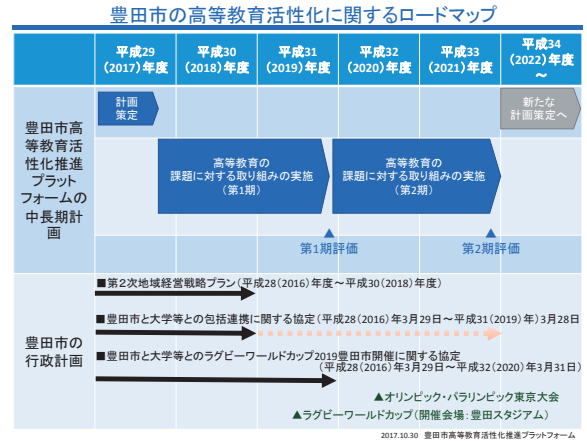 豊田市の高等教育活性化に関するロードマップ
平成29
（2017）年度
平成30
（2018）年度
平成31
（2019）年度
平成32
（2020）年度
平成33
（2021）年度
平成34
（2022）年度
～
豊田市高
等教育活
性化推進
プラット
フォームの
中長期計
画
計画
策定
新たな
計画策定へ
高等教育の
課題に対する取り組みの実施
（第1期）
高等教育の
課題に対する取り組みの実施
（第2期）
▲
第1期評価
▲
第2期評価
豊田市の
行政計画
■第２次地域経営戦略プラン（平成28（2016）年度～平成30（2018）年度）
■豊田市と大学等との包括連携に関する協定（平成28（2016）年3月29日～平成31（2019）年）3月28日
■豊田市と大学等とのラグビーワールドカップ2019豊田市開催に関する協定
（平成28（2016）年3月29日～平成32（2020）年3月31日）
▲オリンピック・パラリンピック東京大会
▲ラグビーワールドカップ（開催会場：豊田スタジアム）
2017.10.30　豊田市高等教育活性化推進プラットフォーム